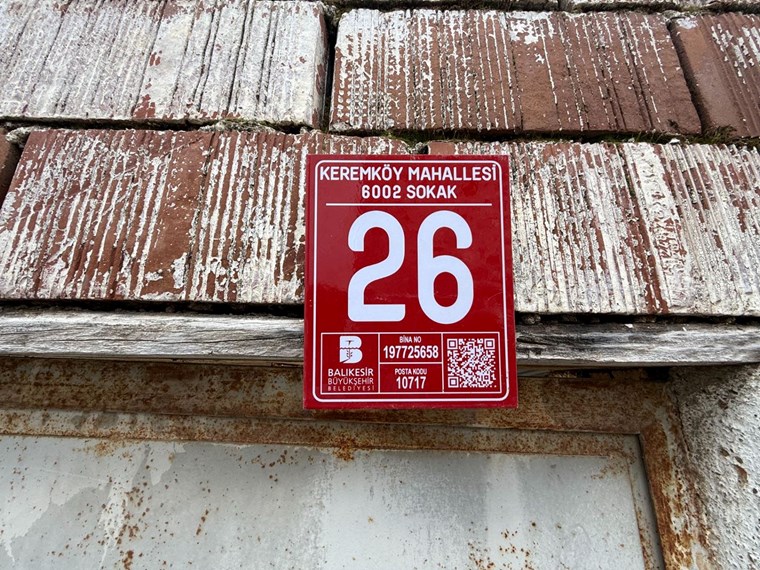 KEREMKÖY MAHALLESİ
6002 SOKAK
26
BALIKESİR
BÜYÜKŞEHİR
BELEDİYESİ
BİNA NO
197725658
POSTA KODU
10717